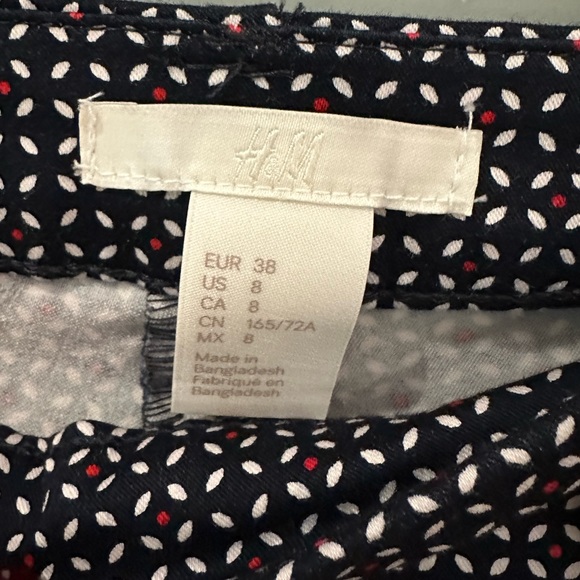 H&M
EUR 38
US 8
CA 8
CN 165/72A
MX 8
Made in
Bangladesh
Fabriqué en
Bangladesh